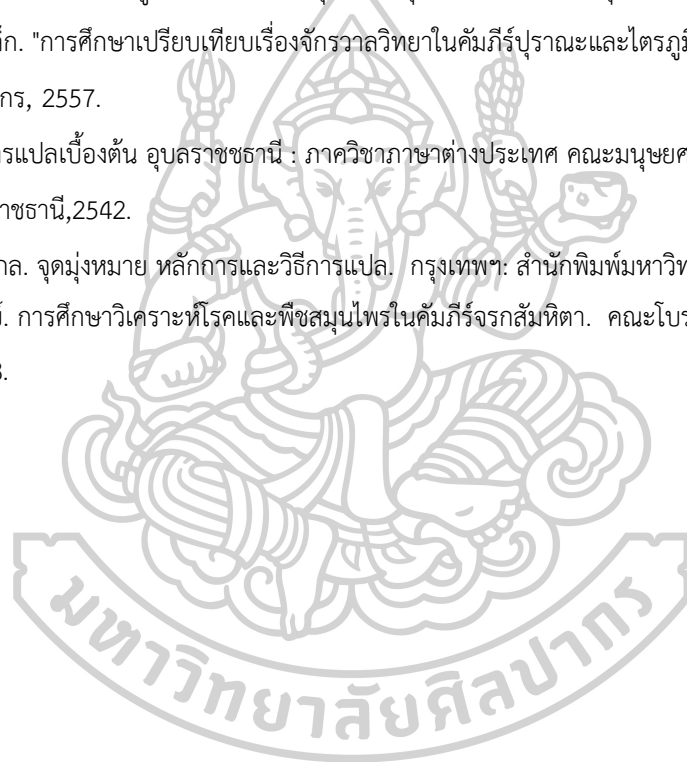 ก็ก. "การศึกษาเปรียบเทียบเรื่องจักรวาลวิทยาในคัมภีร์ปุราณะและไตรภูมิ
กร, 2557.
ารแปลเบื้องต้น อุบลราชชธานี : ภาควิชาภาษาต่างประเทศ คณะมนุษยศ
ราชธานี,2542.
กล. จุดมุ่งหมาย หลักการและวิธีการแปล. กรุงเทพฯ: สำนักพิมพ์มหาวิท
ย์. การศึกษาวิเคราะห์โรคและพืชสมุนไพรในคัมภีร์จรกสัมหิตา. คณะโบร
มหาวิทยาลัยศิลปากร